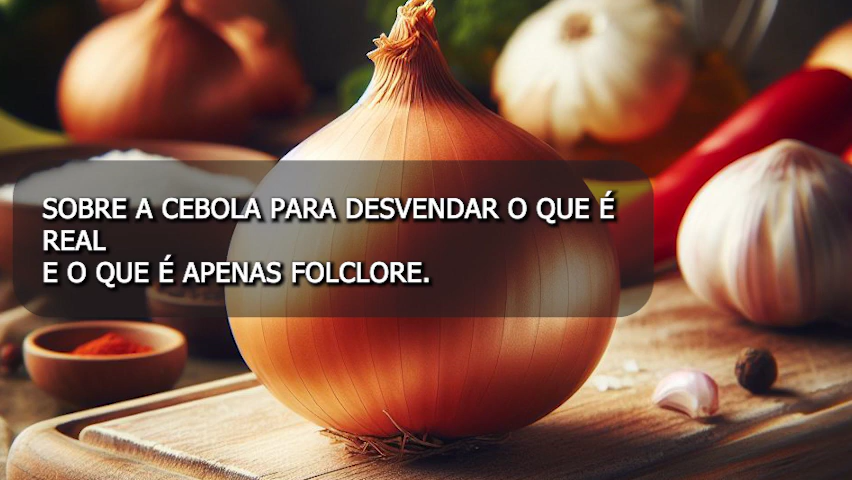 SOBRE A CEBOLA PARA DESVENDAR O QUE É
REAL
E O QUE É APENAS FOLCLORE.